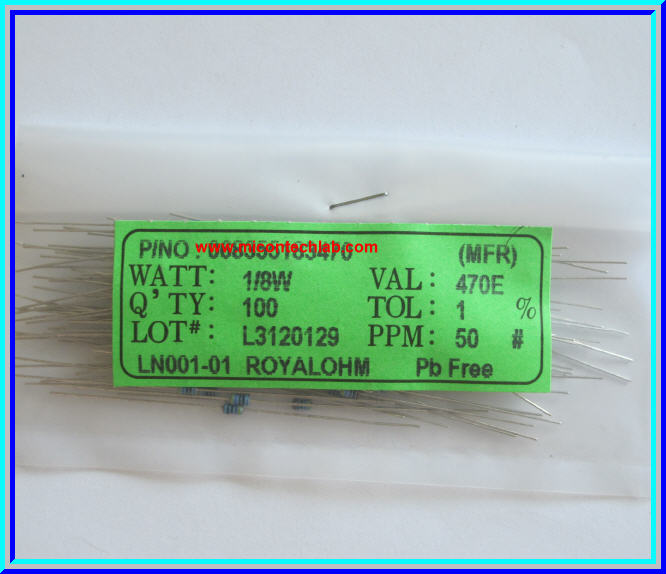 P/NO : (MFR)
www.micontechlab.com
WATT: 1/8W VAL: 470E
Q'TY: 100 TOL: 1 %
LOT#: L3120129 PPM: 50 #
LN001-01 ROYALOHM Pb Free